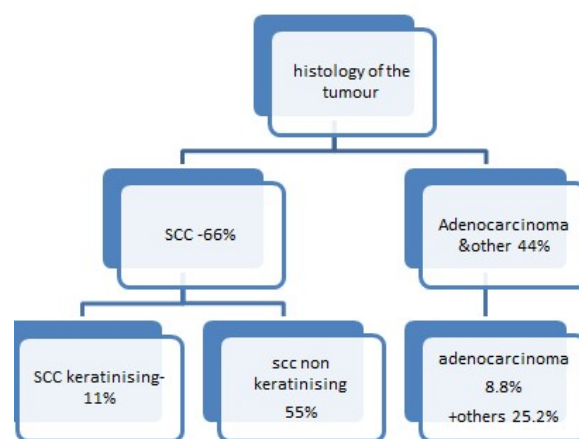 histology of the
tumour
SCC -66%
Adenocarcinoma
&other 44%
SCC keratinising-
11%
scc non
keratinising
55%
adenocarcinoma
8.8%
+others 25.2%